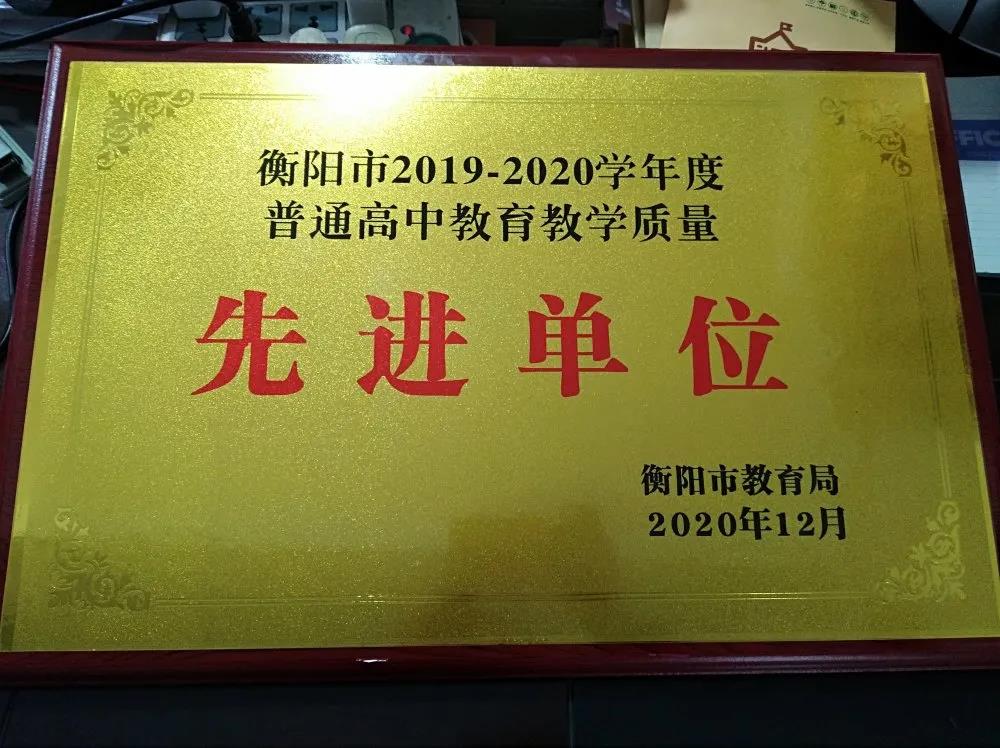 衡阳市2019-2020学年度
普通高中教育教学质量
先进单位
衡阳市教育局
2020年12月